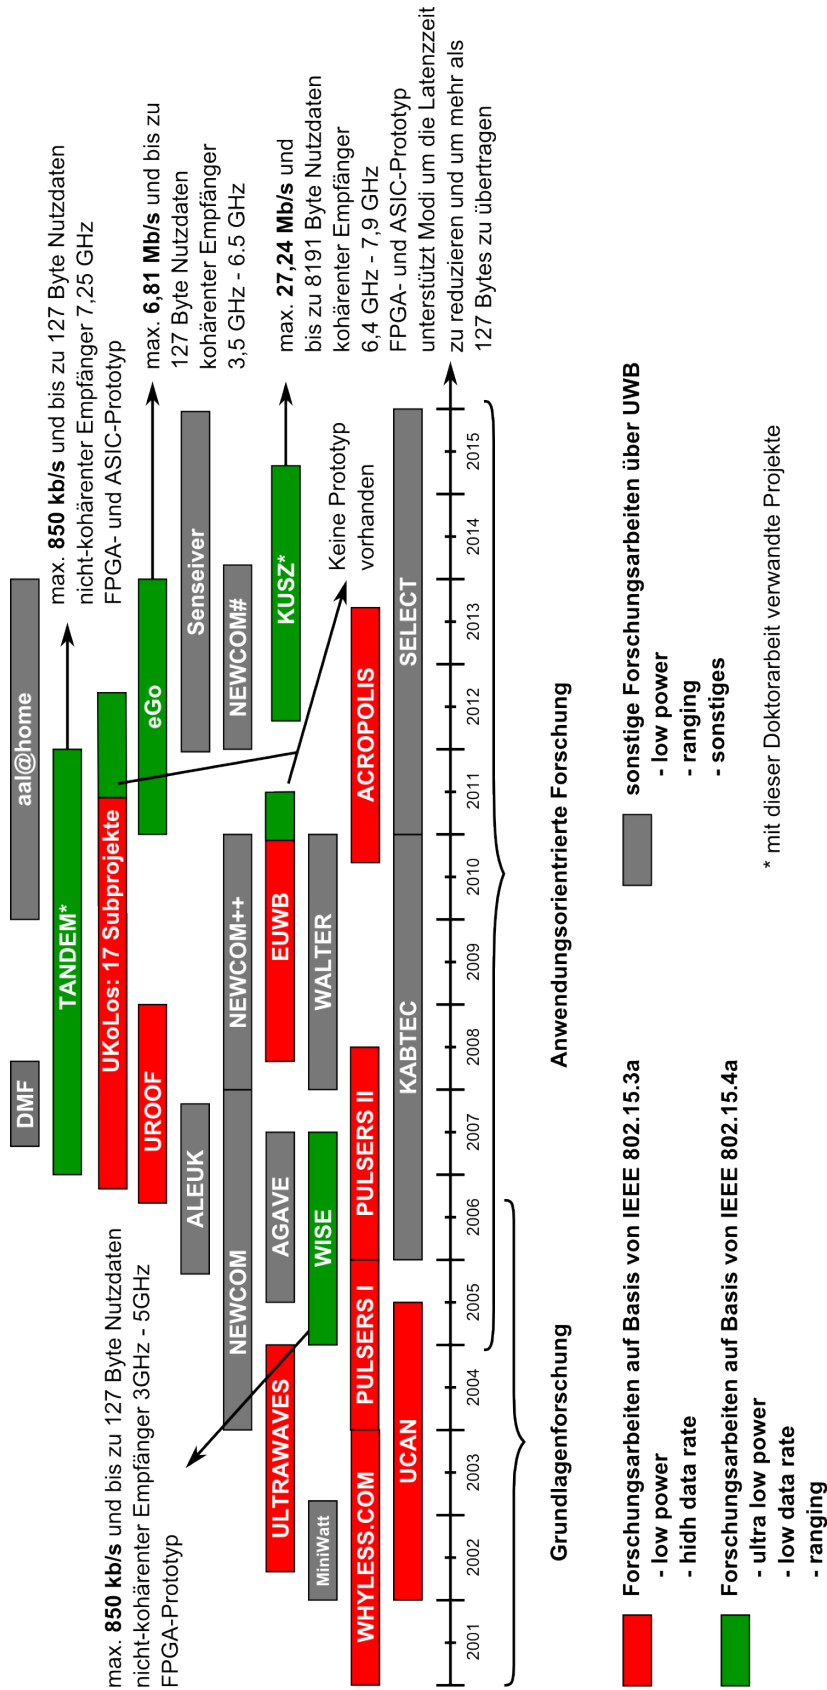 max. 850 kb/s und bis zu 127 Byte Nutzdaten
nicht-kohärenter Empfänger 3GHz - 5GHz
FPGA-Prototyp
DMF
aal@home
TANDEM*
max. 850 kb/s und bis zu 127 Byte Nutzdaten
nicht-kohärenter Empfänger 7,25 GHz
FPGA- und ASIC-Prototyp
UKoLos: 17 Subprojekte
UROOF
eGo
max. 6,81 Mb/s und bis zu
127 Byte Nutzdaten
kohärenter Empfänger
3,5 GHz - 6.5 GHz
ALEUK
Senseiver
NEWCOM
NEWCOM++
NEWCOM#
ULTRAWAVES
AGAVE
EUWB
KUSZ*
max. 27,24 Mb/s und
bis zu 8191 Byte Nutzdaten
kohärenter Empfänger
6,4 GHz - 7,9 GHz
FPGA- und ASIC-Prototyp
unterstützt Modi um die Latenzzeit
zu reduzieren und um mehr als
127 Bytes zu übertragen
MiniWatt
WISE
WALTER
Keine Prototyp
vorhanden
WHYLESS.COM
PULSERS I
PULSERS II
ACROPOLIS
UCAN
KABTEC
SELECT
2001
2002
2003
2004
2005
2006
2007
2008
2009
2010
2011
2012
2013
2014
2015
Grundlagenforschung
Anwendungsorientierte Forschung
Forschungsarbeiten auf Basis von IEEE 802.15.3a
- low power
- hidh data rate
Forschungsarbeiten auf Basis von IEEE 802.15.4a
- ultra low power
- low data rate
- ranging
sonstige Forschungsarbeiten über UWB
- low power
- ranging
- sonstiges
* mit dieser Doktorarbeit verwandte Projekte